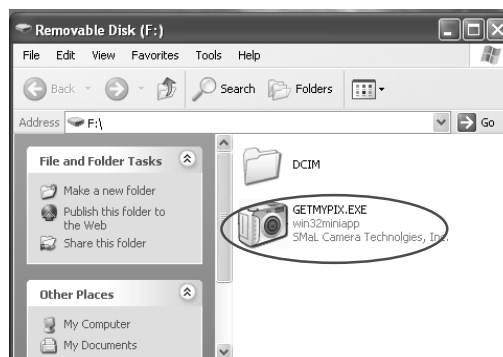 Removable Disk (F:)
File Edit View Favorites Tools Help
Back Search Folders
Address F:\ Go
File and Folder Tasks
Make a new folder
Publish this folder to
the Web
Share this folder
Other Places
My Computer
My Documents
DCIM
GETMYPIX.EXE
win32miniapp
SMaL Camera Technolgies, Inc.